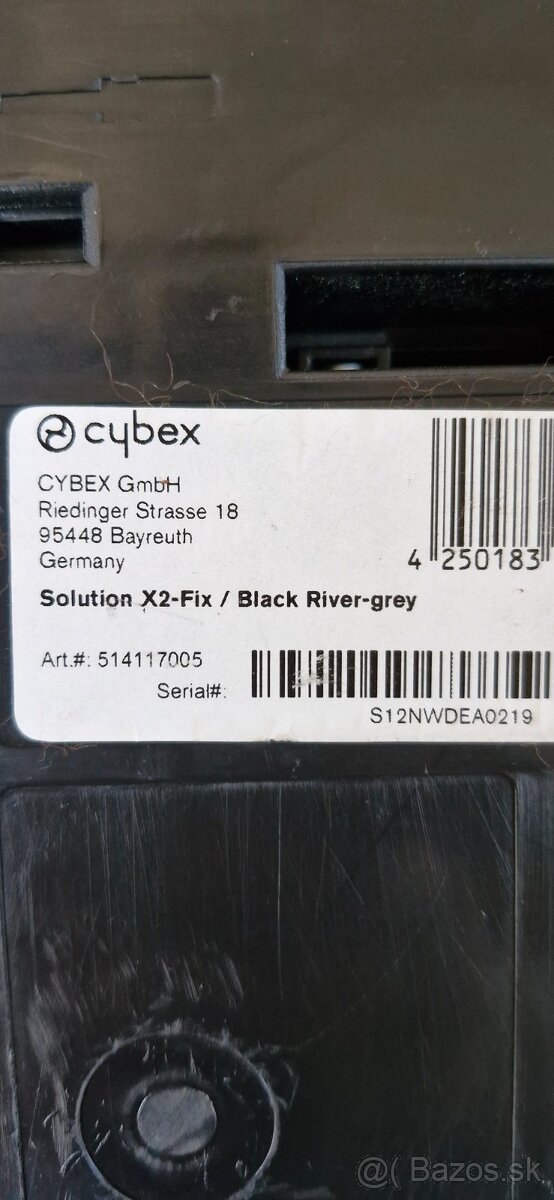 cybex
CYBEX GmbH
Riedinger Strasse 18
95448 Bayreuth
Germany
4 250183
Solution X2-Fix / Black River-grey
Art.#: 514117005
Serial#:
S12NWDEA0219
@( Bazos.sk